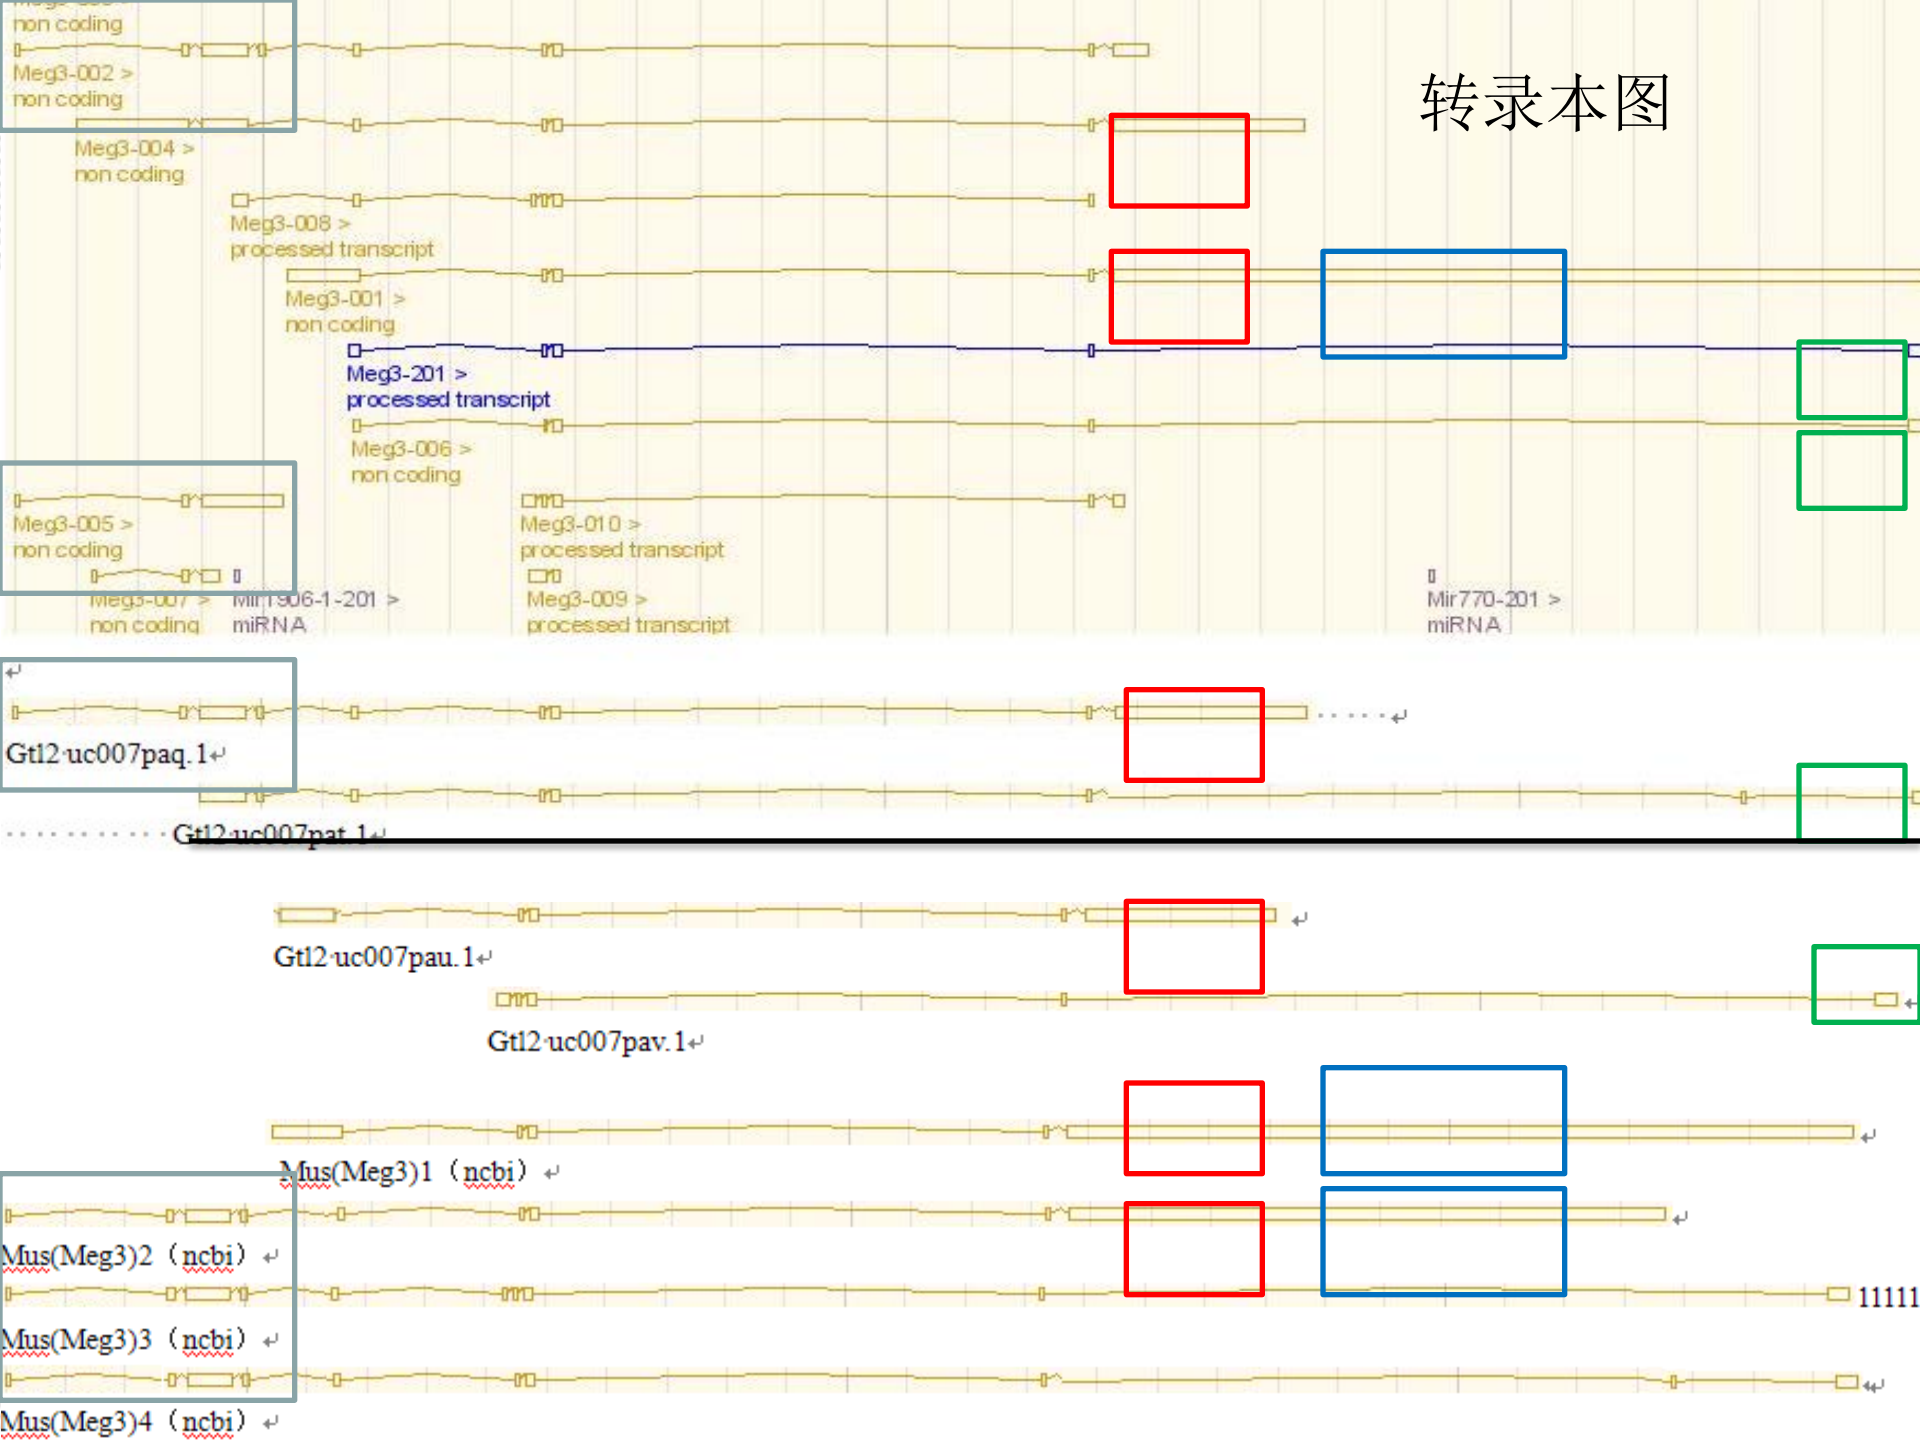 non coding
转录本图
Meg3-002 >
non coding
Meg3-004 >
non coding
Meg3-008 >
processed transcript
Meg3-001 >
non coding
Meg3-201 >
processed transcript
Meg3-006 >
non coding
Meg3-005 >
non coding
Meg3-010 >
processed transcript
Meg3-007 >
non coding
Mir1906-1-201 >
miRNA
Meg3-009 >
processed transcript
Mir770-201 >
miRNA
Gtl2 uc007paq.1
Gtl2 uc007pat.1
Gtl2 uc007pau.1
Gtl2 uc007pav.1
Mus(Meg3)1（ncbi）
Mus(Meg3)2（ncbi）
11111
Mus(Meg3)3（ncbi）
Mus(Meg3)4（ncbi）